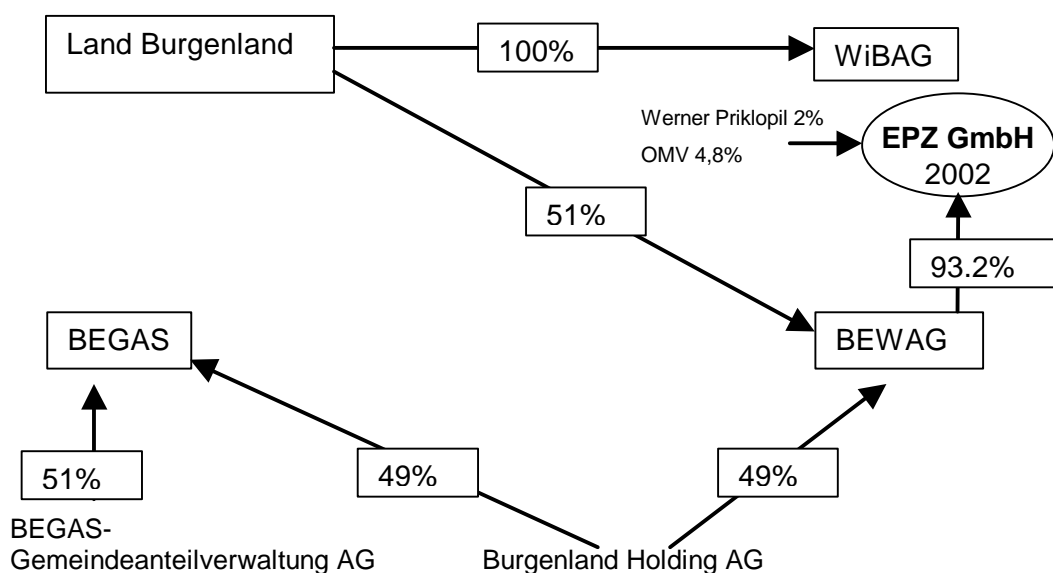 Land Burgenland
100%
WiBAG
Werner Priklopil 2%
OMV 4,8%
EPZ GmbH
2002
51%
93.2%
BEGAS
BEWAG
51%
49%
49%
BEGAS-
Gemeindeanteilverwaltung AG
Burgenland Holding AG